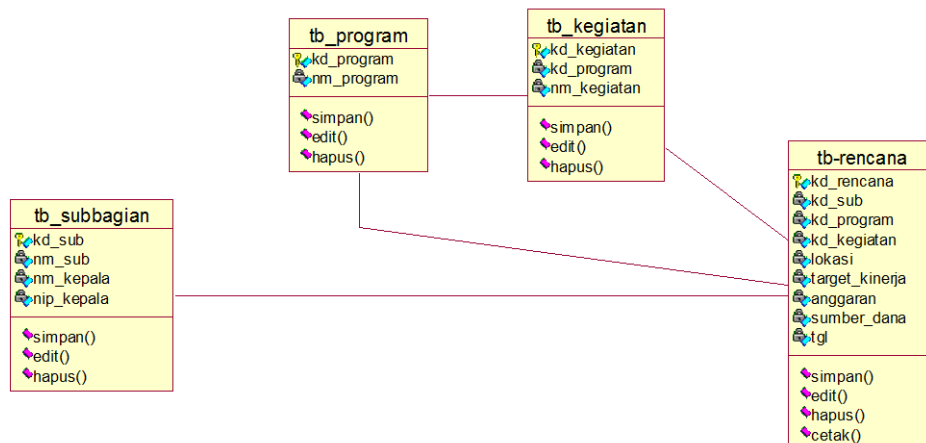 tb_program
kd_program
nm_program
simpan()
edit()
hapus()
tb_kegiatan
kd_kegiatan
kd_program
nm_kegiatan
simpan()
edit()
hapus()
tb_subbagian
kd_sub
nm_sub
nm_kepala
nip_kepala
simpan()
edit()
hapus()
tb-rencana
kd_rencana
kd_sub
kd_program
kd_kegiatan
lokasi
target_kinerja
anggaran
sumber_dana
tgl
simpan()
edit()
hapus()
cetak()